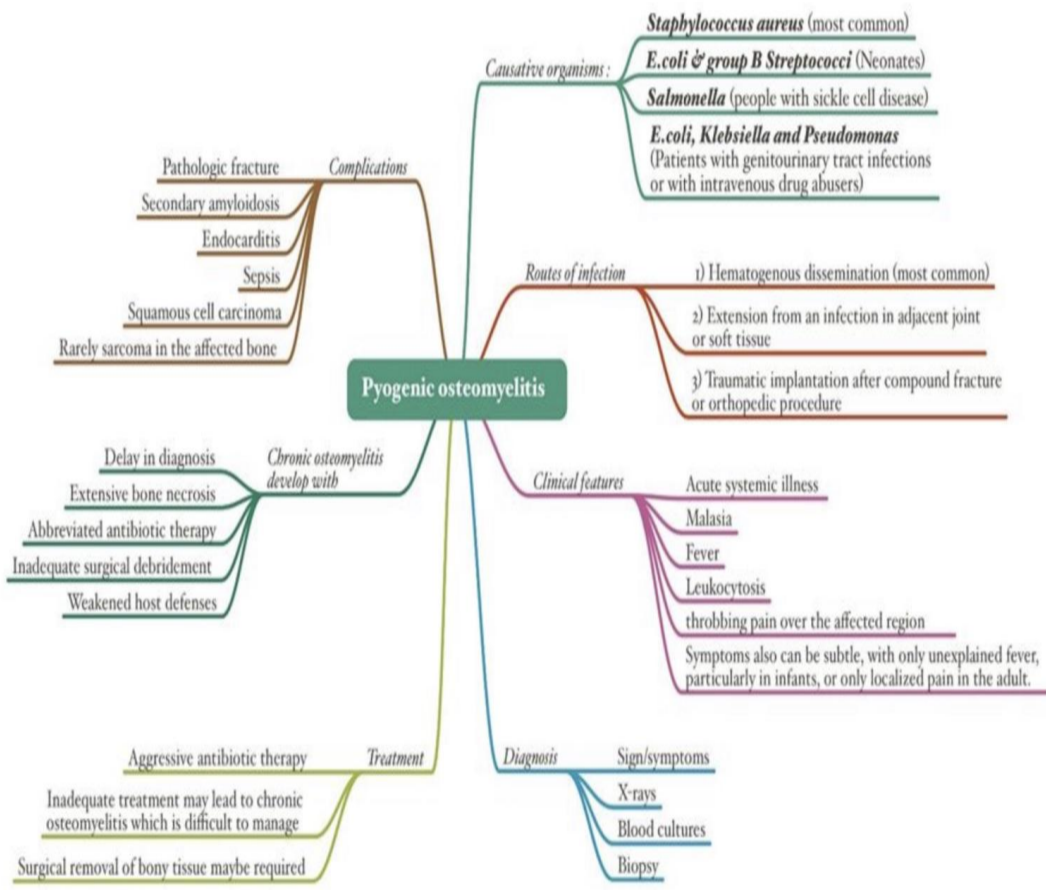 Pyogenic osteomyelitis
Causative organisms :
Staphylococcus aureus (most common)
E.coli & group B Streptococci (Neonates)
Salmonella (people with sickle cell disease)
E.coli, Klebsiella and Pseudomonas
(Patients with genitourinary tract infections
or with intravenous drug abusers)
Routes of infection
1) Hematogenous dissemination (most common)
2) Extension from an infection in adjacent joint
or soft tissue
3) Traumatic implantation after compound fracture
or orthopedic procedure
Clinical features
Acute systemic illness
Malasia
Fever
Leukocytosis
throbbing pain over the affected region
Symptoms also can be subtle, with only unexplained fever,
particularly in infants, or only localized pain in the adult.
Diagnosis
Sign/symptoms
X-rays
Blood cultures
Biopsy
Treatment
Aggressive antibiotic therapy
Inadequate treatment may lead to chronic
osteomyelitis which is difficult to manage
Surgical removal of bony tissue maybe required
Chronic osteomyelitis
develop with
Delay in diagnosis
Extensive bone necrosis
Abbreviated antibiotic therapy
Inadequate surgical debridement
Weakened host defenses
Complications
Pathologic fracture
Secondary amyloidosis
Endocarditis
Sepsis
Squamous cell carcinoma
Rarely sarcoma in the affected bone